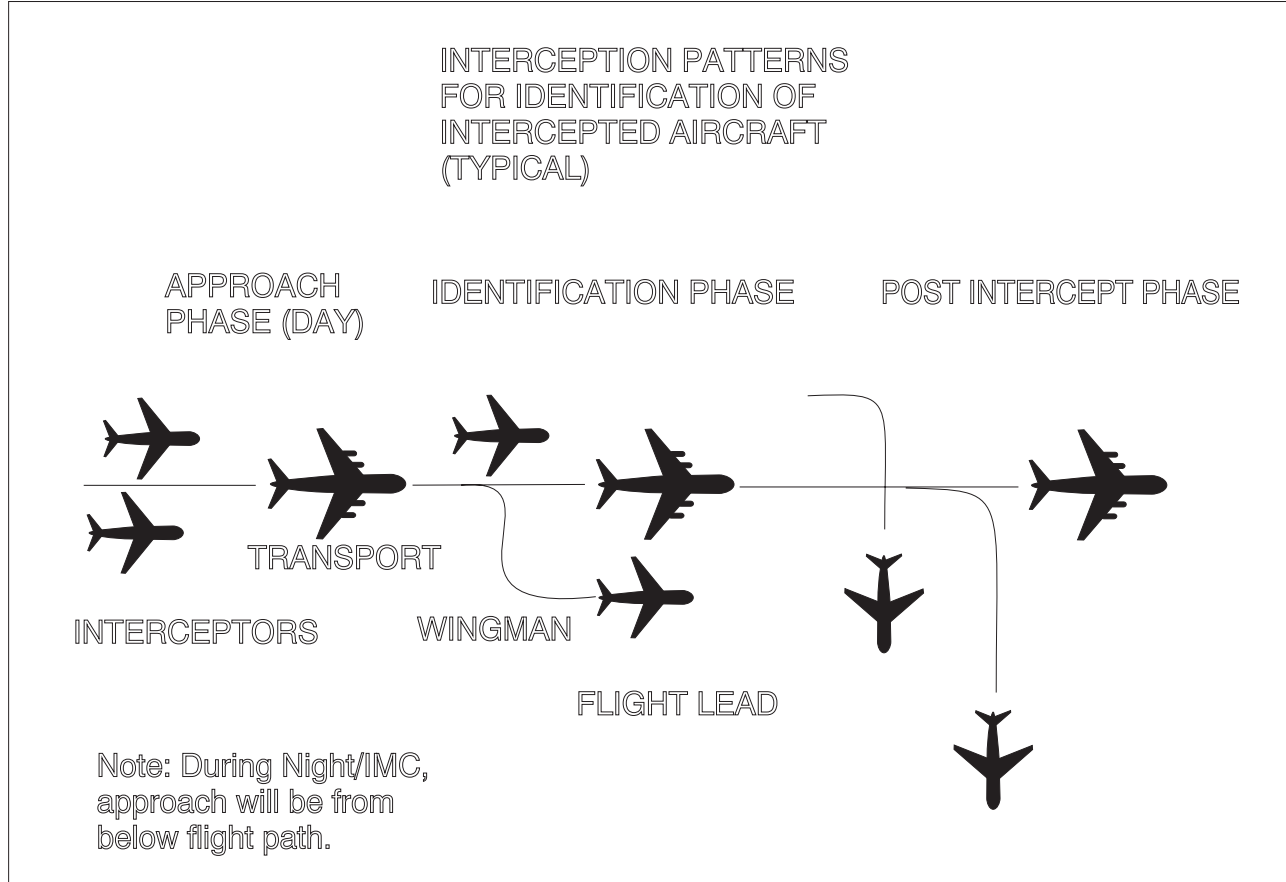 INTERCEPTION PATTERNS
FOR IDENTIFICATION OF
INTERCEPTED AIRCRAFT
(TYPICAL)
APPROACH
PHASE (DAY)
IDENTIFICATION PHASE
POST INTERCEPT PHASE
TRANSPORT
INTERCEPTORS
WINGMAN
FLIGHT LEAD
Note: During Night/IMC,
approach will be from
below flight path.